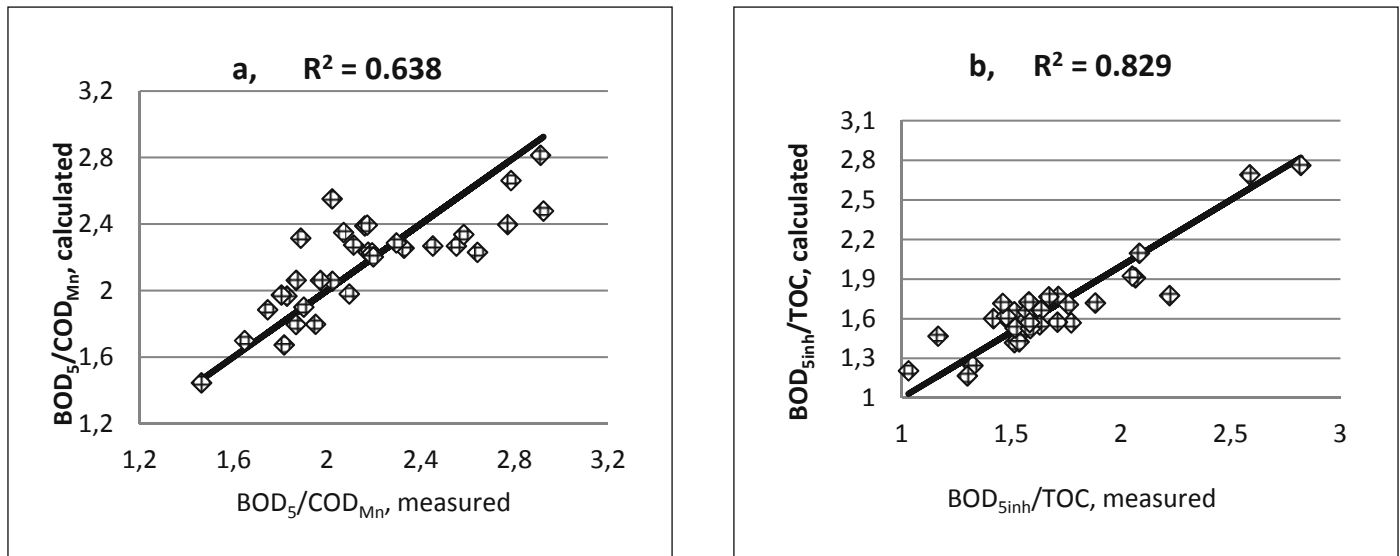 a, R² = 0.638
3,2
2,8
2,4
2
1,6
1,2
BOD₅/COD_Mn, calculated
1,2 1,6 2 2,4 2,8 3,2
BOD₅/COD_Mn, measured
b, R² = 0.829
3,1
2,8
2,5
2,2
1,9
1,6
1,3
1
BOD₅inh/TOC, calculated
1 1,5 2 2,5 3
BOD₅inh/TOC, measured